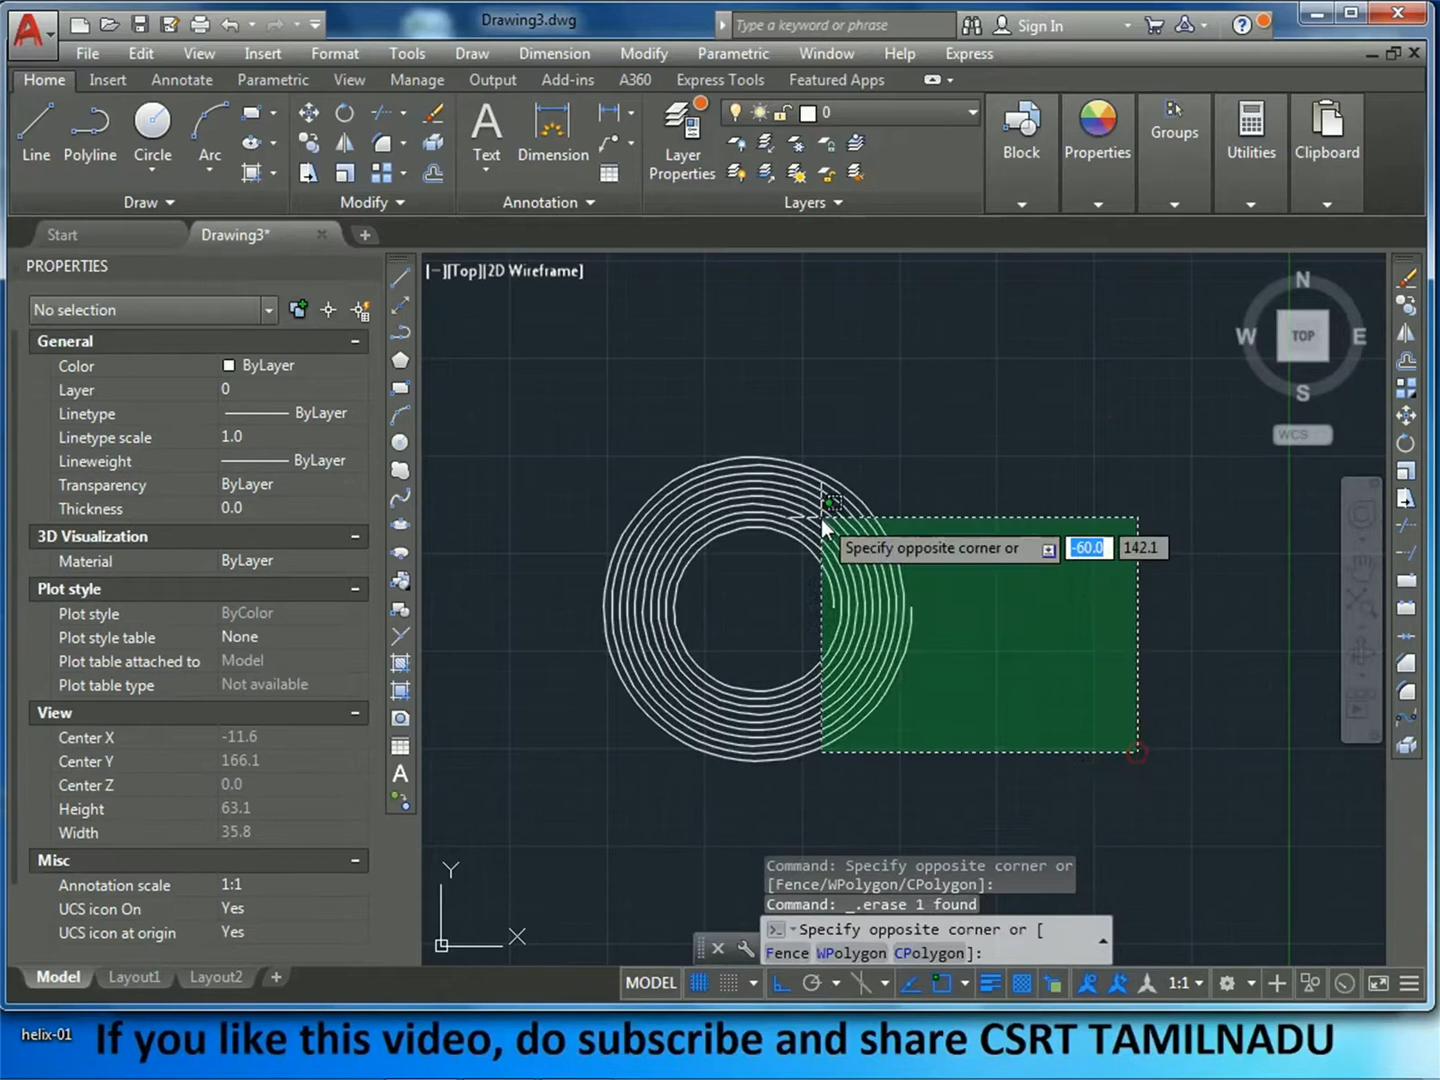 Drawing3.dwg
Type a keyword or phrase
Sign In
File Edit View Insert Format Tools Draw Dimension Modify Parametric Window Help Express
Home Insert Annotate Parametric View Manage Output Add-ins A360 Express Tools Featured Apps
0
Line Polyline Circle Arc
Text Dimension
Layer
Properties
Block Properties Groups Utilities Clipboard
Draw Modify Annotation Layers
Start Drawing3*
PROPERTIES
No selection
General
Color ByLayer
Layer 0
Linetype ByLayer
Linetype scale 1.0
Lineweight ByLayer
Transparency ByLayer
Thickness 0.0
3D Visualization
Material ByLayer
Plot style
Plot style ByColor
Plot style table None
Plot table attached to Model
Plot table type Not available
View
Center X -11.6
Center Y 166.1
Center Z 0.0
Height 63.1
Width 35.8
Misc
Annotation scale 1:1
UCS icon On Yes
UCS icon at origin Yes
[−][Top][2D Wireframe]
N
W TOP E
S
WCS
Specify opposite corner or -60.0 142.1
Y
X
Command: Specify opposite corner or
[Fence/WPolygon/CPolygon]:
Command: _.erase 1 found
Specify opposite corner or [
Fence WPolygon CPolygon]:
Model Layout1 Layout2
MODEL 1:1
helix-01
If you like this video, do subscribe and share CSRT TAMILNADU